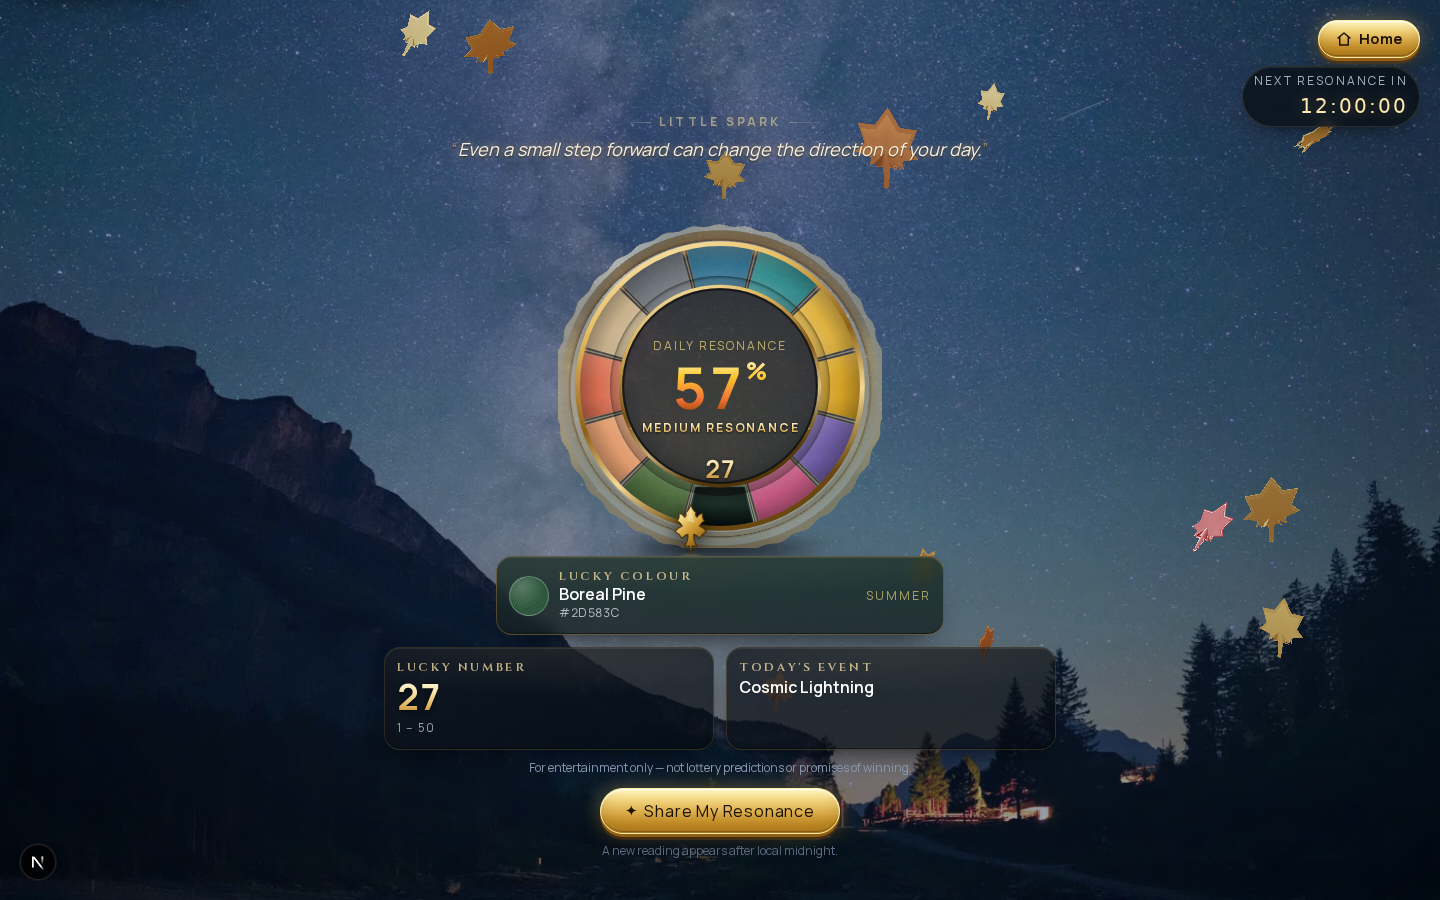 Home
NEXT RESONANCE IN
12:00:00
LITTLE SPARK
“Even a small step forward can change the direction of your day.”
DAILY RESONANCE
57%
MEDIUM RESONANCE
27
LUCKY COLOUR
Boreal Pine
#2D583C
SUMMER
LUCKY NUMBER
27
1 – 50
TODAY'S EVENT
Cosmic Lightning
For entertainment only — not lottery predictions or promises of winning.
✦ Share My Resonance
A new reading appears after local midnight.
N